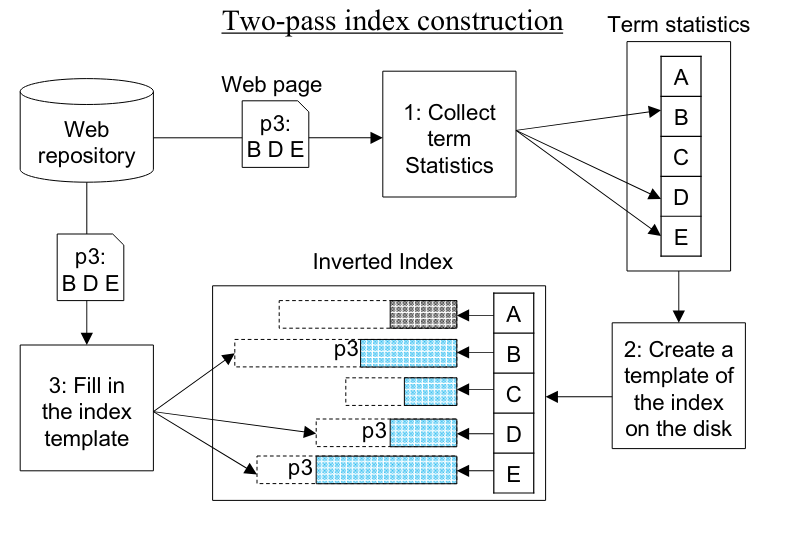 Two-pass index construction
Term statistics
Web page
Web
repository
p3:
B D E
1: Collect
term
Statistics
A
B
C
D
E
p3:
B D E
Inverted Index
3: Fill in
the index
template
A
p3
B
C
p3
D
p3
E
2: Create a
template of
the index
on the disk